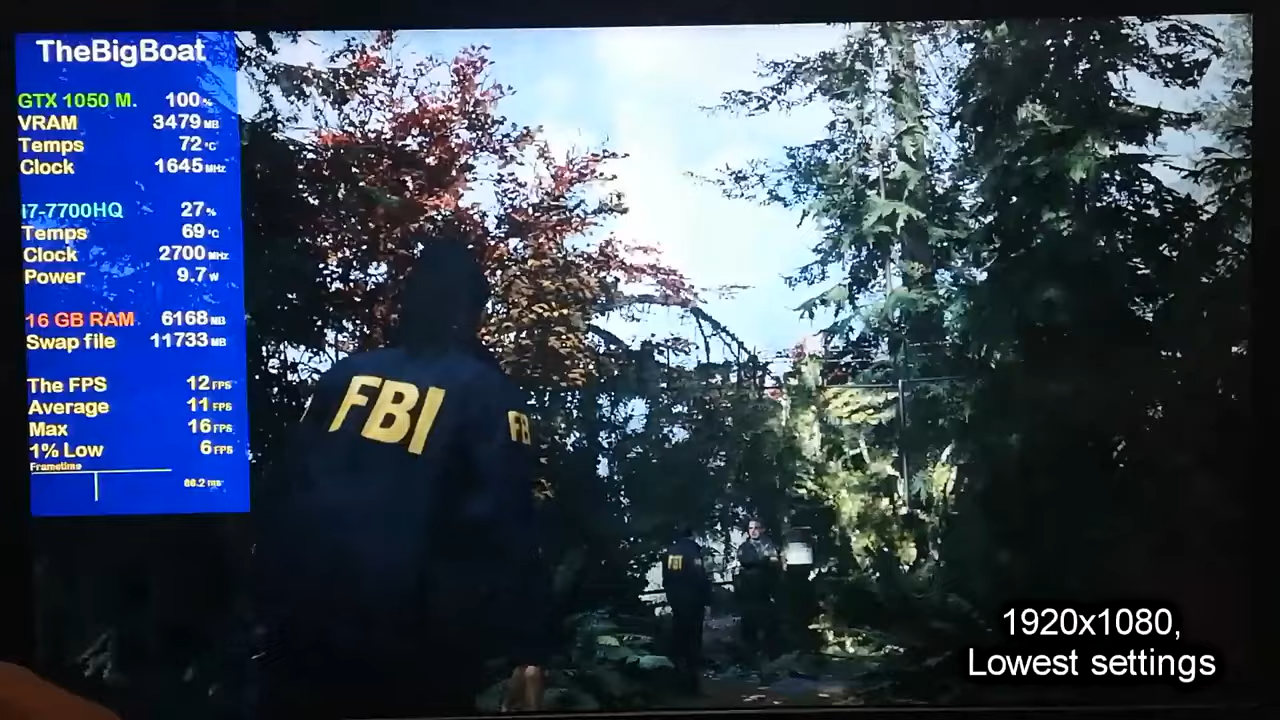 TheBigBoat
GTX 1050 M. 100 %
VRAM 3479 MB
Temps 72 °C
Clock 1645 MHz
i7-7700HQ 27 %
Temps 69 °C
Clock 2700 MHz
Power 9.7 W
16 GB RAM 6168 MB
Swap file 11733 MB
The FPS 12 FPS
Average 11 FPS
Max 16 FPS
1% Low 6 FPS
Frametime
86.2 ms
FBI
FB
FBI
1920x1080,
Lowest settings